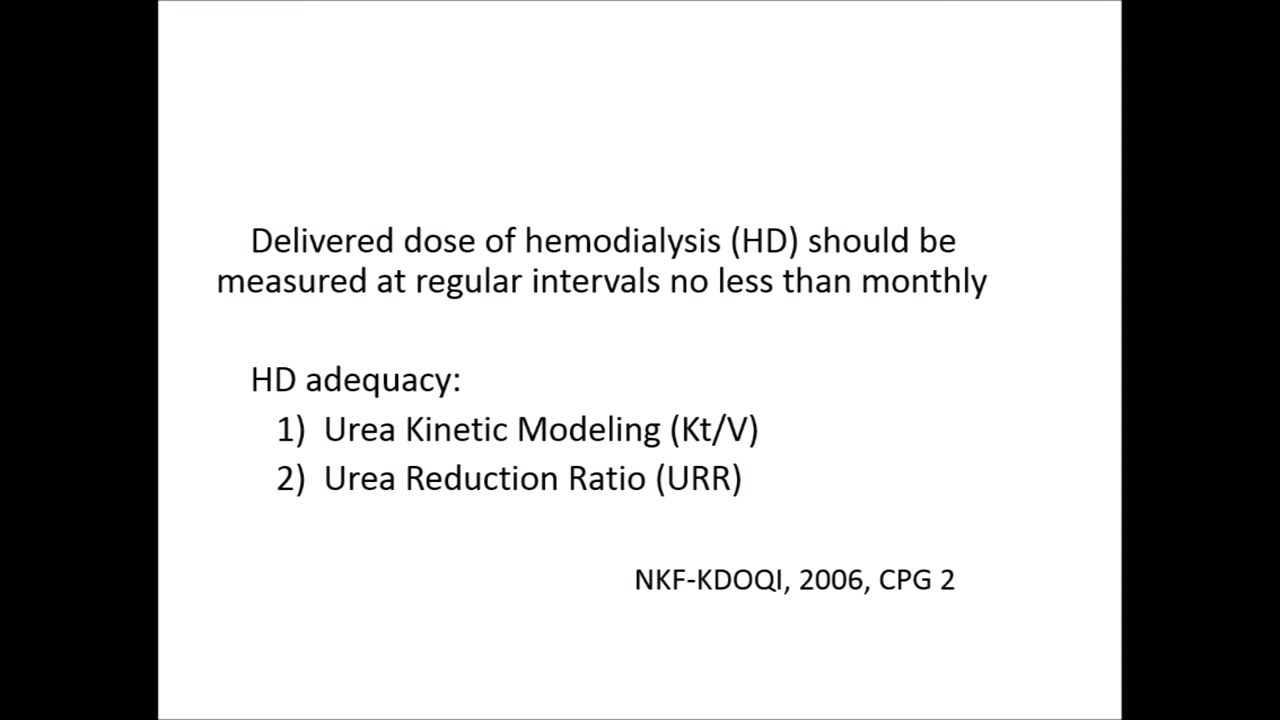 Delivered dose of hemodialysis (HD) should be
measured at regular intervals no less than monthly
HD adequacy:
1) Urea Kinetic Modeling (Kt/V)
2) Urea Reduction Ratio (URR)
NKF-KDOQI, 2006, CPG 2